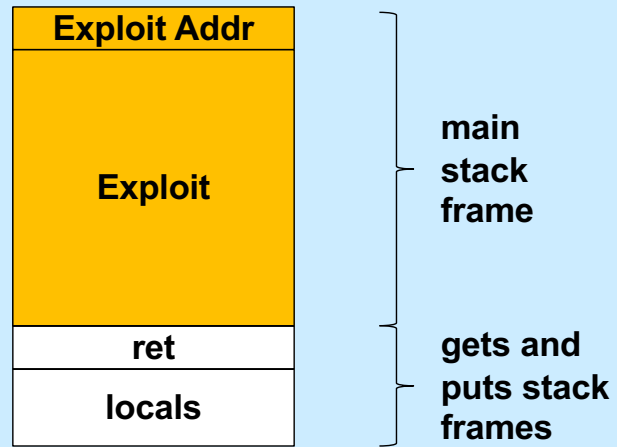 Exploit Addr
Exploit
main
stack
frame
ret
locals
gets and
puts stack
frames